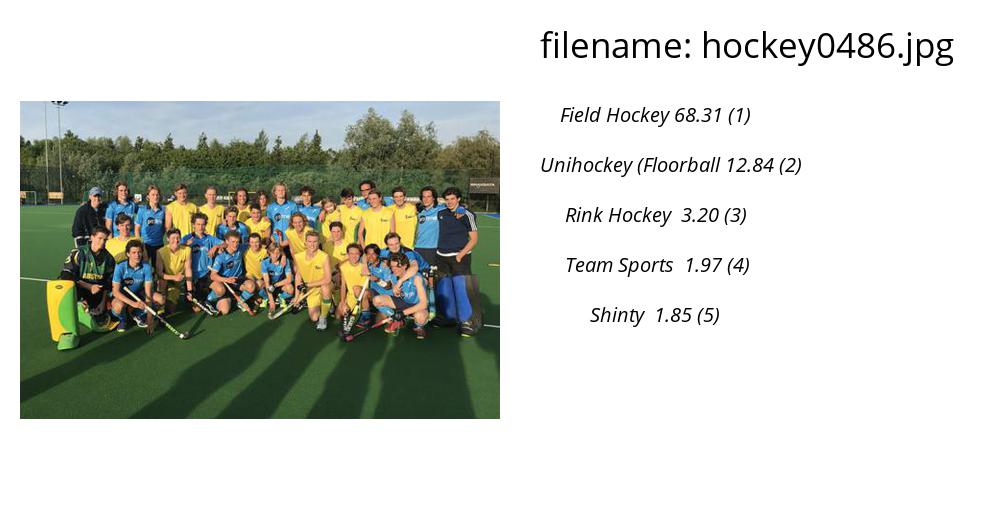 filename: hockey0486.jpg
Field Hockey 68.31 (1)
Unihockey (Floorball 12.84 (2)
Rink Hockey 3.20 (3)
Team Sports 1.97 (4)
Shinty 1.85 (5)